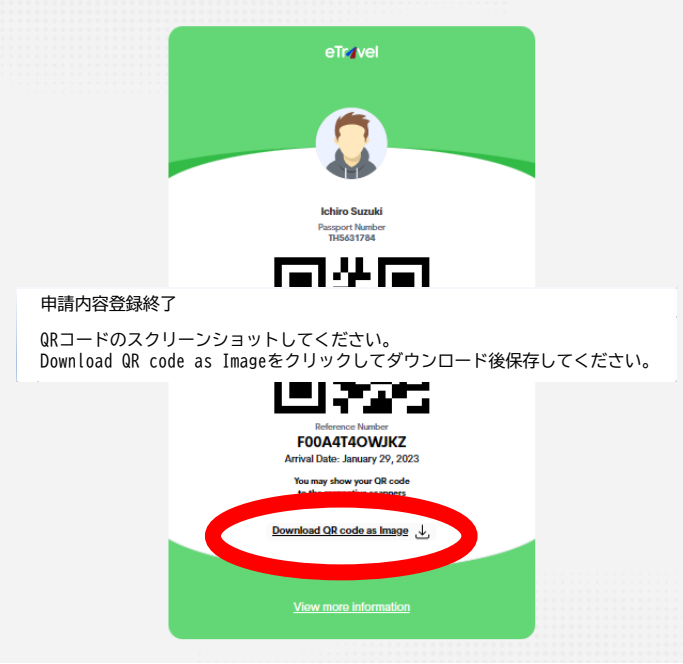 eTravel
Ichiro Suzuki
Passport Number
TH5631784
申請内容登録終了
QRコードのスクリーンショットしてください。
Download QR code as Imageをクリックしてダウンロード後保存してください。
Reference Number
F00A4T4OWJKZ
Arrival Date: January 29, 2023
You may show your QR code
to the respective scanners
Download QR code as Image
View more information